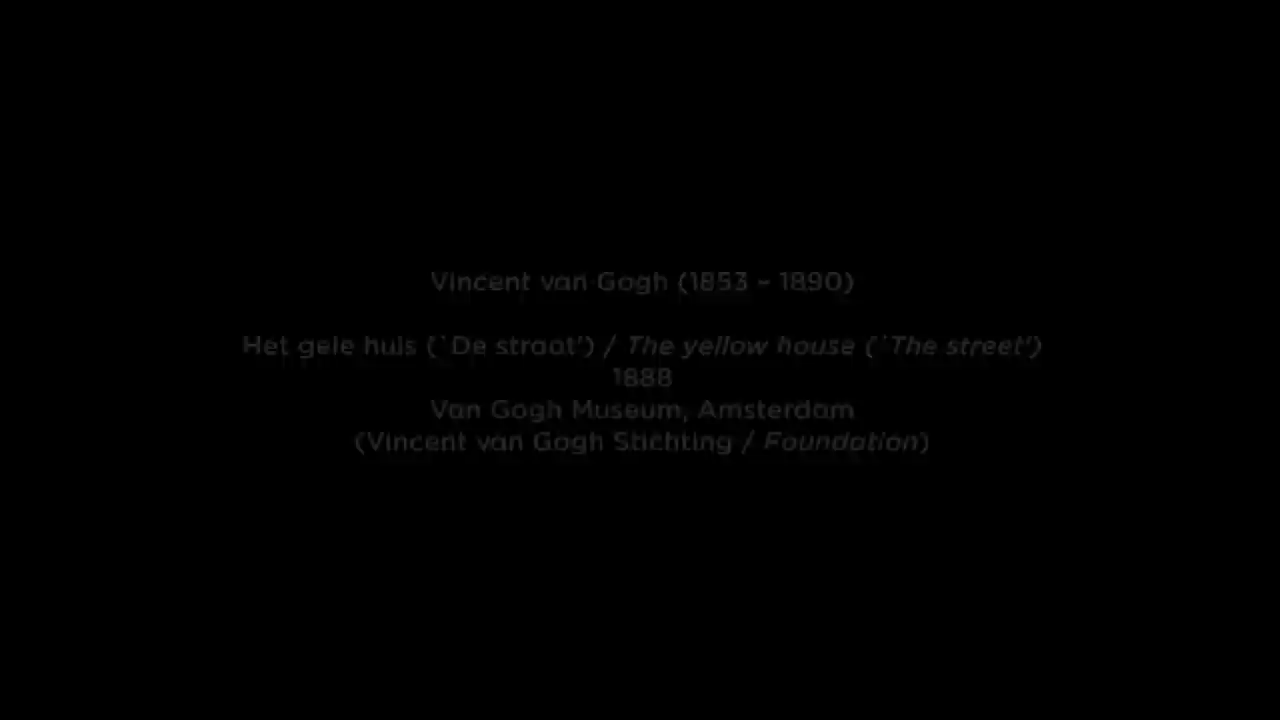 Vincent van Gogh (1853 - 1890)
Het gele huis (`De straat') / The yellow house (`The street')
1888
Van Gogh Museum, Amsterdam
(Vincent van Gogh Stichting / Foundation)